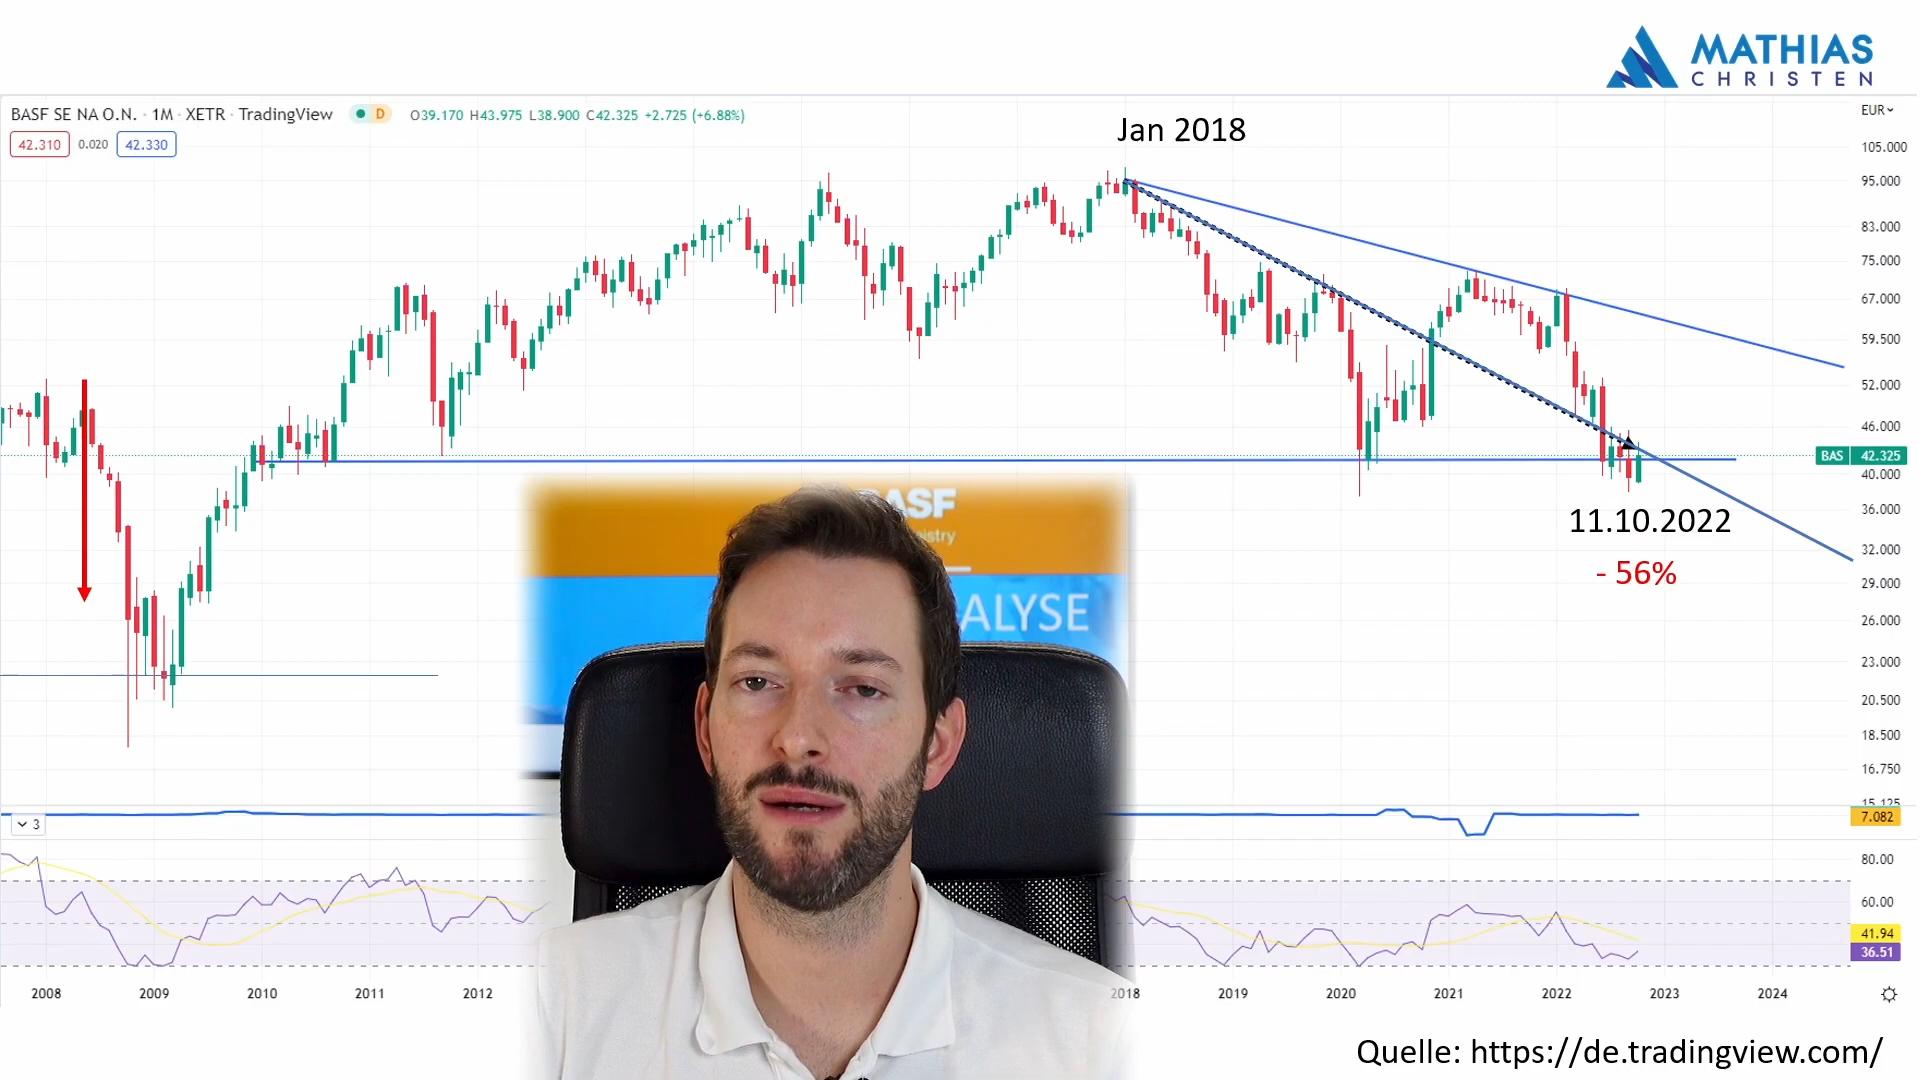 MATHIAS
CHRISTEN
BASF SE NA O.N. · 1M · XETR · TradingView D O39.170 H43.975 L38.900 C42.325 +2.725 (+6.88%)
EUR
42.310 0.020 42.330
Jan 2018
105.000
95.000
83.000
75.000
67.000
59.500
52.000
46.000
BAS 42.325
40.000
36.000
11.10.2022
32.000
- 56%
29.000
26.000
23.000
20.500
18.500
16.750
15.125
7.082
3
80.00
60.00
41.94
36.51
ASF
istry
ALYSE
2008 2009 2010 2011 2012 2018 2019 2020 2021 2022 2023 2024
Quelle: https://de.tradingview.com/